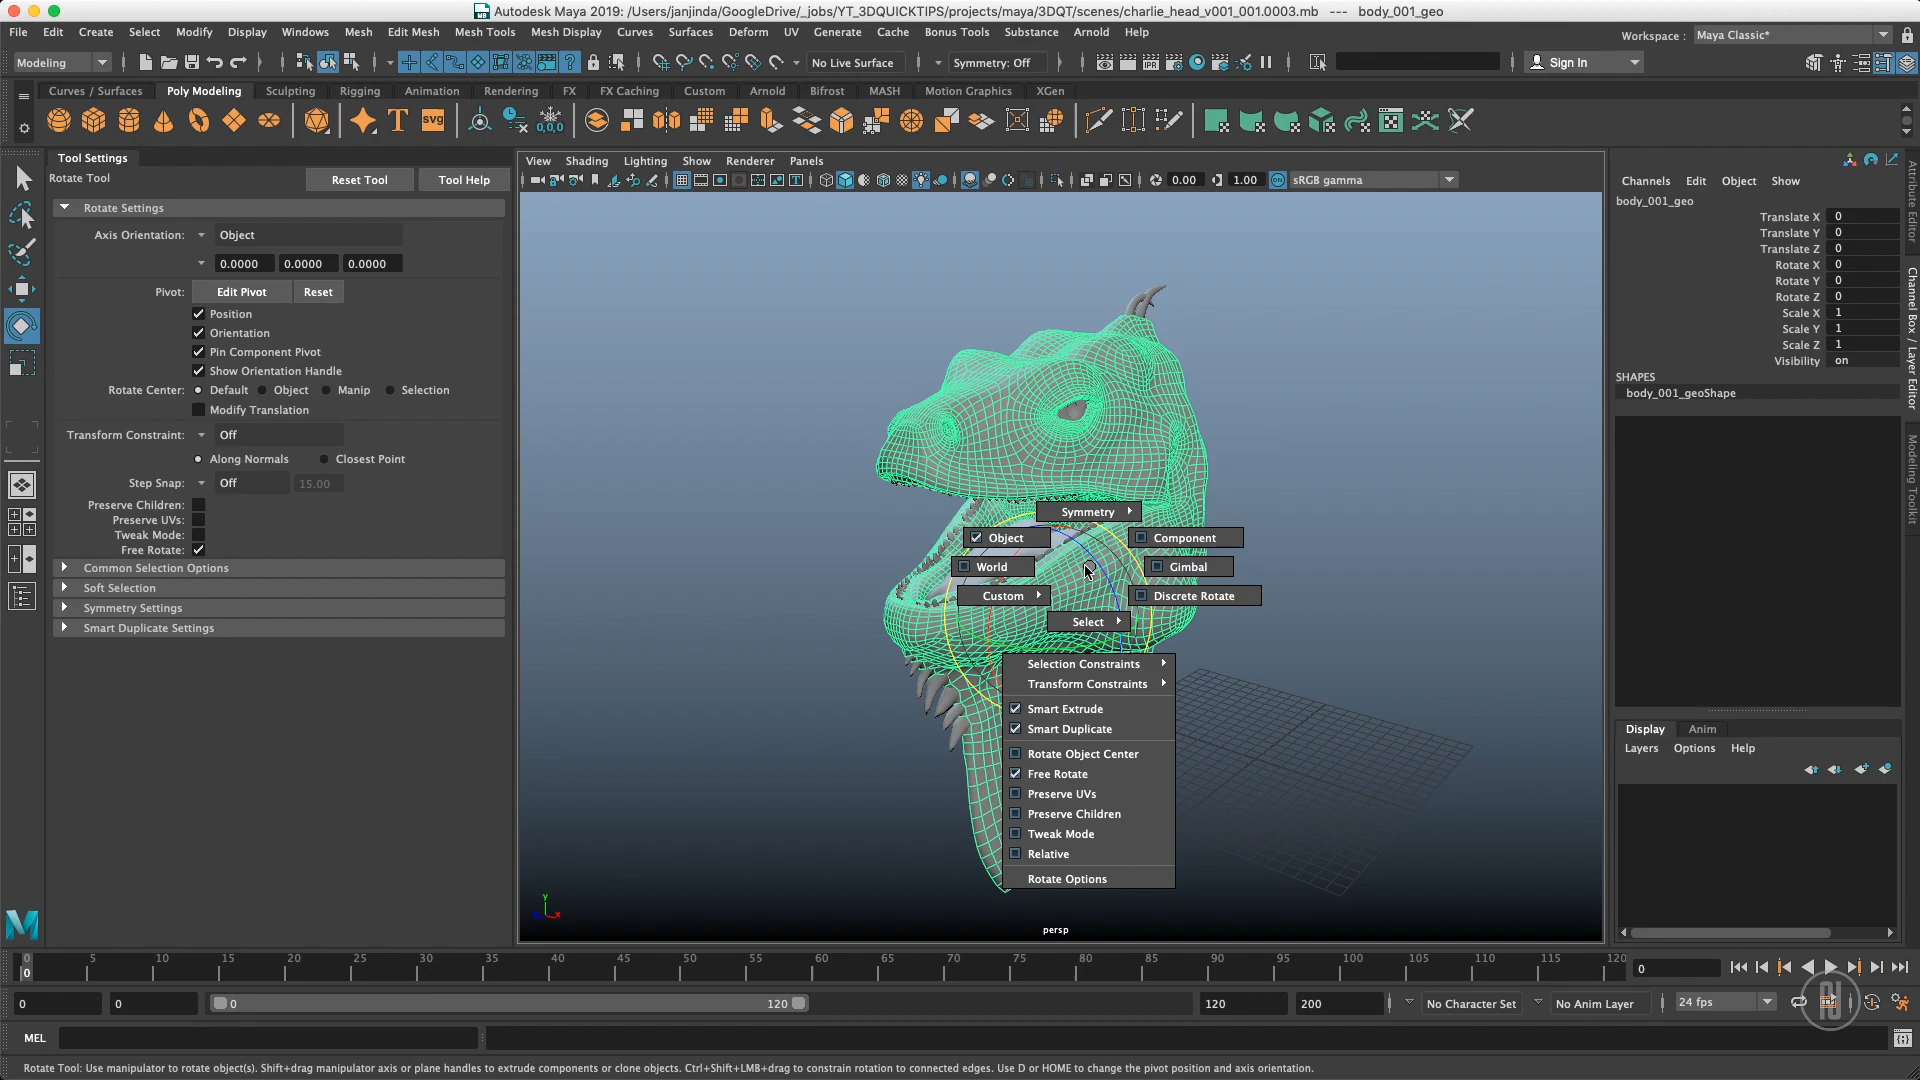 Autodesk Maya 2019: /Users/janjinda/GoogleDrive/_jobs/YT_3DQUICKTIPS/projects/maya/3DQT/scenes/charlie_head_v001_001.0003.mb --- body_001_geo
File Edit Create Select Modify Display Windows Mesh Edit Mesh Mesh Tools Mesh Display Curves Surfaces Deform UV Generate Cache Bonus Tools Substance Arnold Help Workspace : Maya Classic*
Modeling No Live Surface Symmetry: Off Sign In
Curves / Surfaces Poly Modeling Sculpting Rigging Animation Rendering FX FX Caching Custom Arnold Bifrost MASH Motion Graphics XGen
T svg 0,0,0
Tool Settings
Rotate Tool Reset Tool Tool Help
Rotate Settings
Axis Orientation: Object
0.0000 0.0000 0.0000
Pivot: Edit Pivot Reset
Position
Orientation
Pin Component Pivot
Show Orientation Handle
Rotate Center: Default Object Manip Selection
Modify Translation
Transform Constraint: Off
Along Normals Closest Point
Step Snap: Off 15.00
Preserve Children:
Preserve UVs:
Tweak Mode:
Free Rotate:
Common Selection Options
Soft Selection
Symmetry Settings
Smart Duplicate Settings
View Shading Lighting Show Renderer Panels
0.00 1.00 ON sRGB gamma
Symmetry
Object Component
World Gimbal
Custom Discrete Rotate
Select
Selection Constraints
Transform Constraints
Smart Extrude
Smart Duplicate
Rotate Object Center
Free Rotate
Preserve UVs
Preserve Children
Tweak Mode
Relative
Rotate Options
persp
Y
X
Channels Edit Object Show
body_001_geo
Translate X 0
Translate Y 0
Translate Z 0
Rotate X 0
Rotate Y 0
Rotate Z 0
Scale X 1
Scale Y 1
Scale Z 1
Visibility on
SHAPES
body_001_geoShape
Attribute Editor
Channel Box / Layer Editor
Modeling Toolkit
Display Anim
Layers Options Help
0 5 10 15 20 25 30 35 40 45 50 55 60 65 70 75 80 85 90 95 100 105 110 115 120
0 0
0 0 0 120 120 200 No Character Set No Anim Layer 24 fps
MEL
Rotate Tool: Use manipulator to rotate object(s). Shift+drag manipulator axis or plane handles to extrude components or clone objects. Ctrl+Shift+LMB+drag to constrain rotation to connected edges. Use D or HOME to change the pivot position and axis orientation.